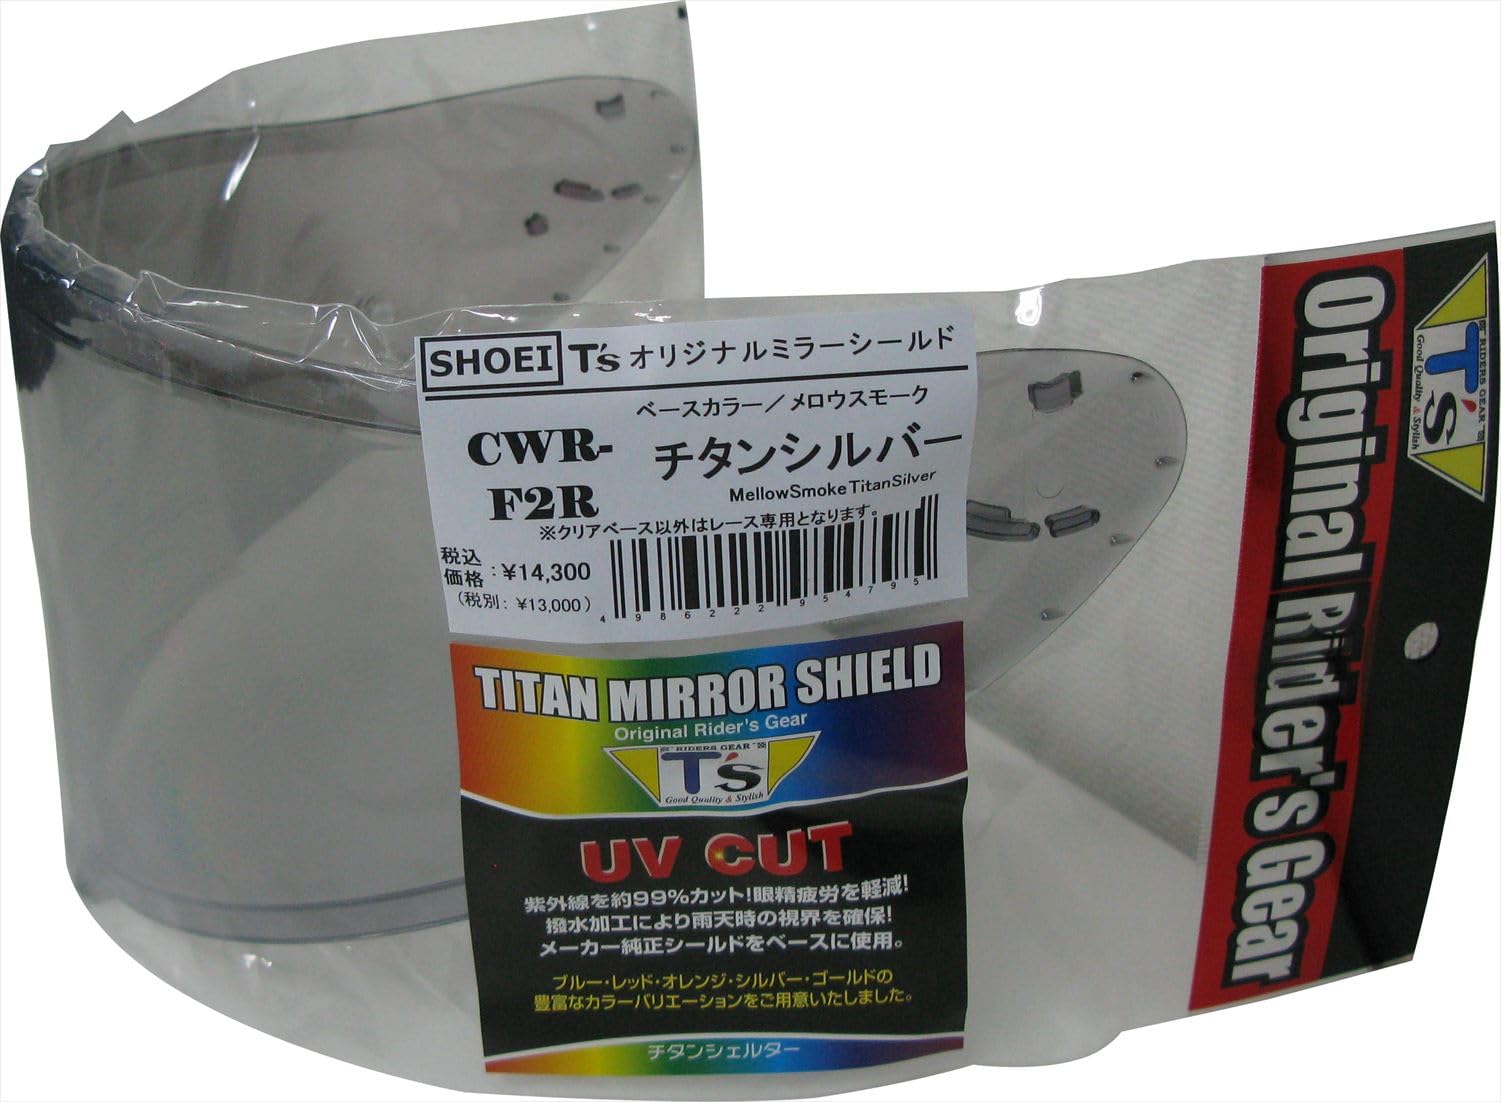 SHOEI T's オリジナルミラーシールド
ベースカラー／メロウスモーク
CWR-
F2R
チタンシルバー
MellowSmokeTitanSilver
※クリアベース以外はレース専用となります。
税込
価格：¥14,300
(税別：¥13,000)
4986222295479 5
TITAN MIRROR SHIELD
Original Rider's Gear
RIDERS GEAR
T's
Good Quality & Stylish
UV CUT
紫外線を約99%カット！眼精疲労を軽減！
撥水加工により雨天時の視界を確保！
メーカー純正シールドをベースに使用。
ブルー・レッド・オレンジ・シルバー・ゴールドの
豊富なカラーバリエーションをご用意いたしました。
チタンシェルター
Original Rider's Gear
RIDERS GEAR
T's
Good Quality & Stylish